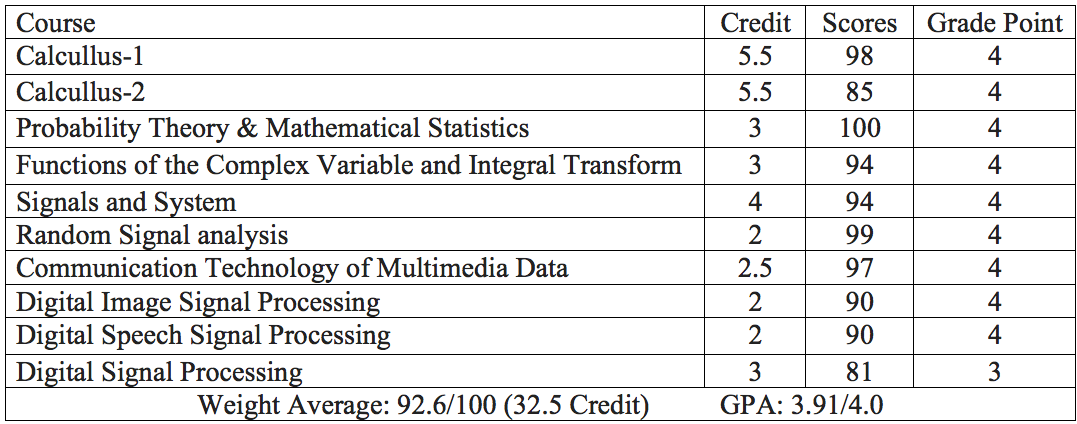 Course Credit Scores Grade Point
Calcullus-1 5.5 98 4
Calcullus-2 5.5 85 4
Probability Theory & Mathematical Statistics 3 100 4
Functions of the Complex Variable and Integral Transform 3 94 4
Signals and System 4 94 4
Random Signal analysis 2 99 4
Communication Technology of Multimedia Data 2.5 97 4
Digital Image Signal Processing 2 90 4
Digital Speech Signal Processing 2 90 4
Digital Signal Processing 3 81 3
Weight Average: 92.6/100 (32.5 Credit) GPA: 3.91/4.0